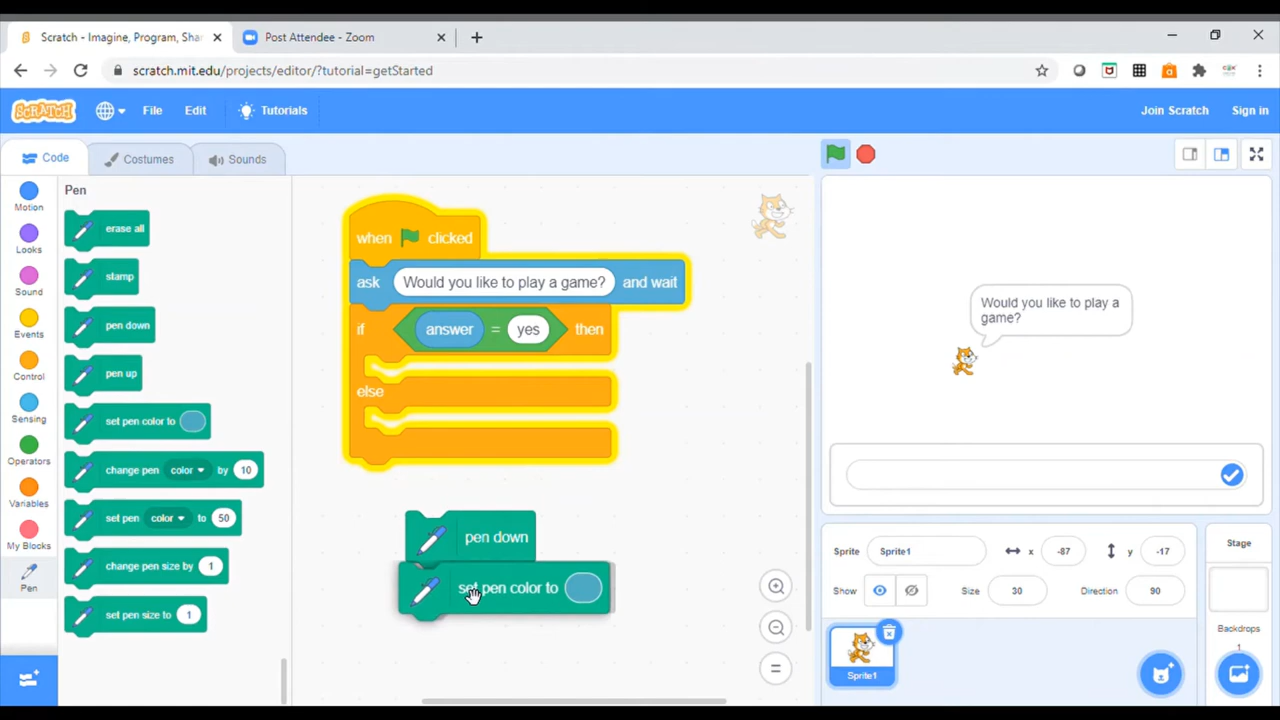 Scratch - Imagine, Program, Shar
Post Attendee - Zoom
scratch.mit.edu/projects/editor/?tutorial=getStarted
SCRATCH
File
Edit
Tutorials
Join Scratch
Sign in
Code
Costumes
Sounds
Motion
Looks
Sound
Events
Control
Sensing
Operators
Variables
My Blocks
Pen
Pen
erase all
stamp
pen down
pen up
set pen color to
change pen color by 10
set pen color to 50
change pen size by 1
set pen size to 1
when clicked
ask Would you like to play a game? and wait
if answer = yes then
else
pen down
set pen color to
Would you like to play a
game?
Sprite Sprite1 x -87 y -17
Show Size 30 Direction 90
Sprite1
Stage
Backdrops
1